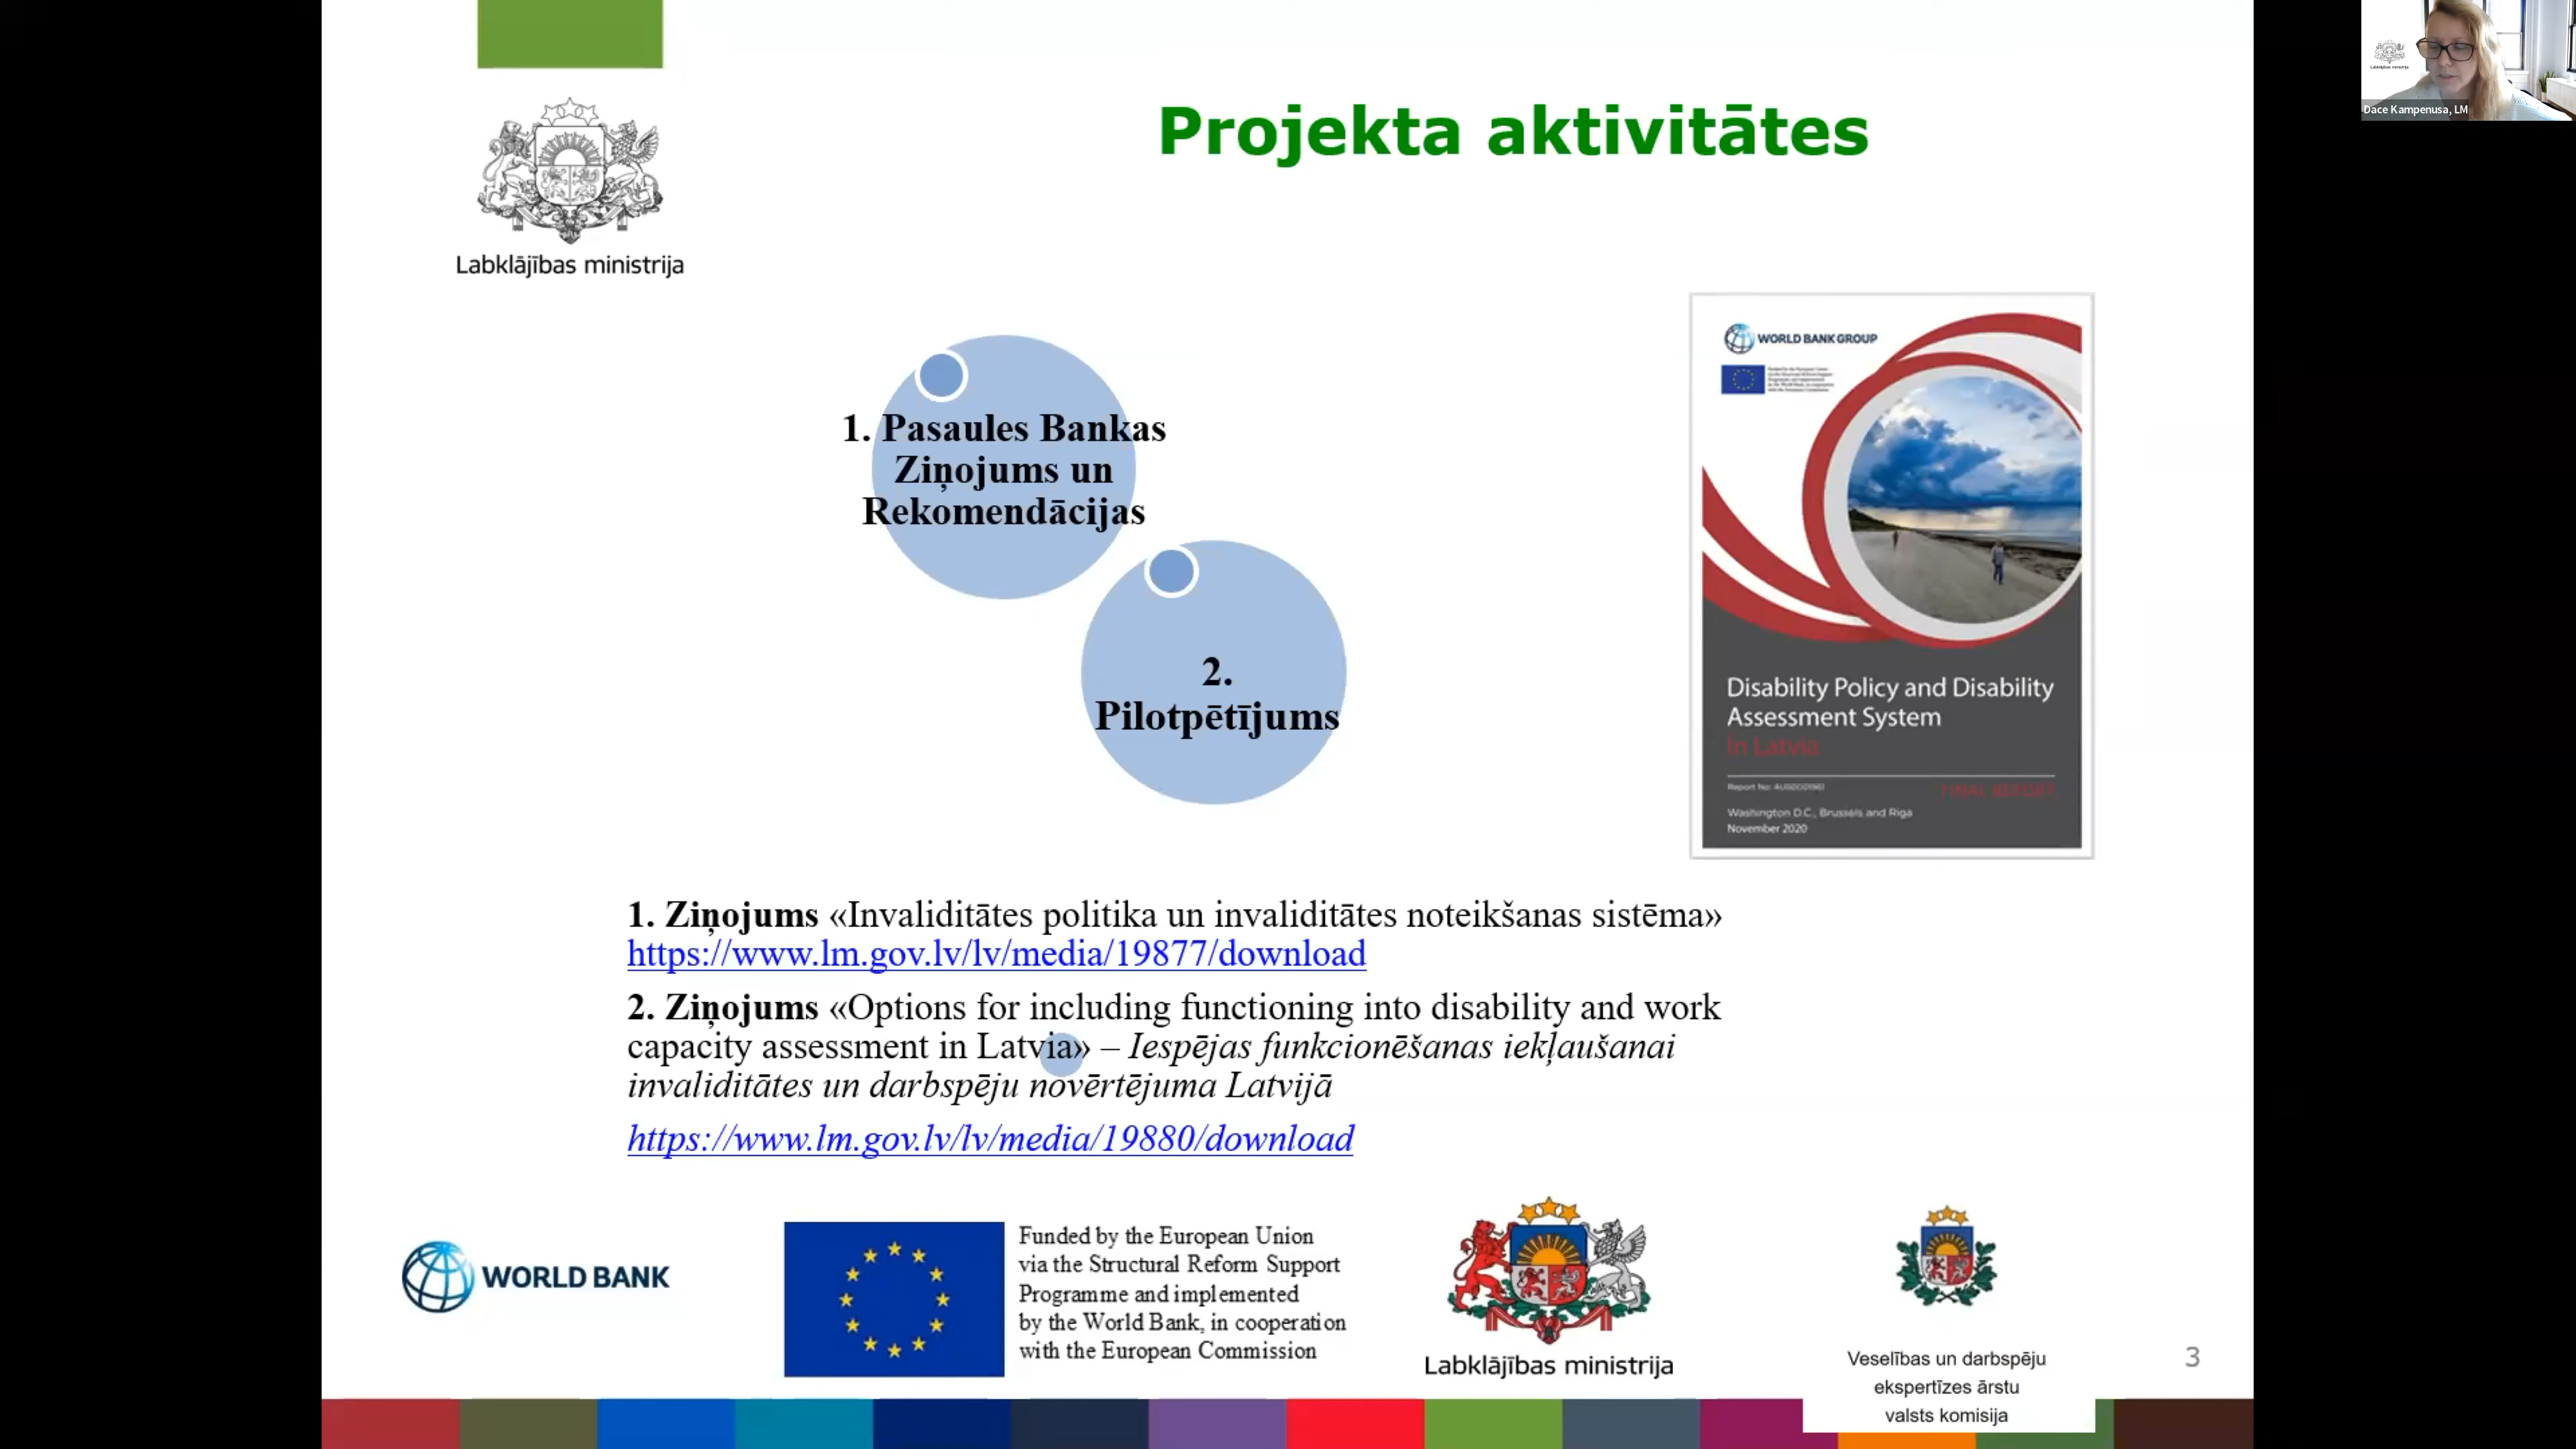 Projekta aktivitātes
Labklājības ministrija
Dace Kampenusa, LM
1. Pasaules Bankas
Ziņojums un
Rekomendācijas
2.
Pilotpētījums
WORLD BANK GROUP
Disability Policy and Disability
Assessment System
In Latvia
FINAL REPORT
Washington D.C., Brussels and Riga
November 2020
1. Ziņojums «Invaliditātes politika un invaliditātes noteikšanas sistēma»
https://www.lm.gov.lv/lv/media/19877/download
2. Ziņojums «Options for including functioning into disability and work
capacity assessment in Latvia» – Iespējas funkcionēšanas iekļaušanai
invaliditātes un darbspēju novērtējuma Latvijā
https://www.lm.gov.lv/lv/media/19880/download
WORLD BANK
Funded by the European Union
via the Structural Reform Support
Programme and implemented
by the World Bank, in cooperation
with the European Commission
Labklājības ministrija
Veselības un darbspēju
ekspertīzes ārstu
valsts komisija
3